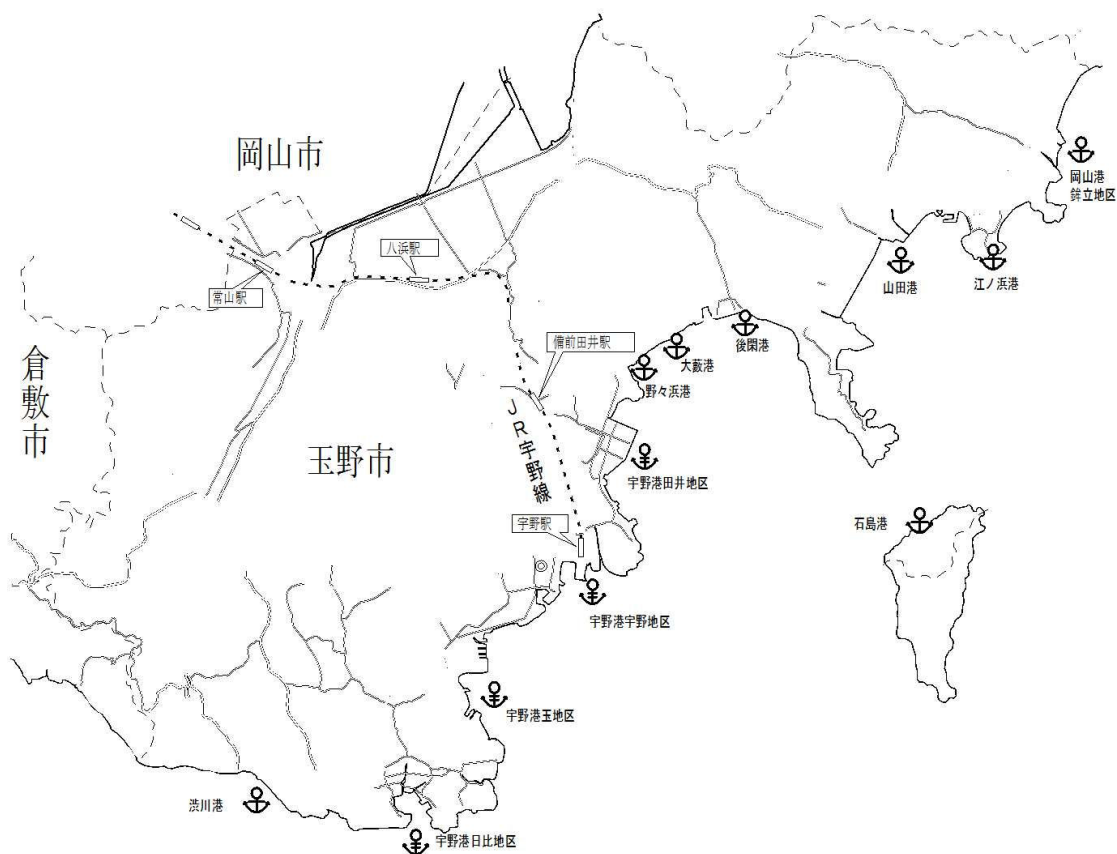 岡山市
岡山港
鉾立地区
八浜駅
山田港
江ノ浜港
常山駅
後閑港
備前田井駅
大藪港
倉敷市
野々浜港
JR宇野線
玉野市
宇野港田井地区
宇野駅
石島港
宇野港宇野地区
宇野港玉地区
渋川港
宇野港日比地区